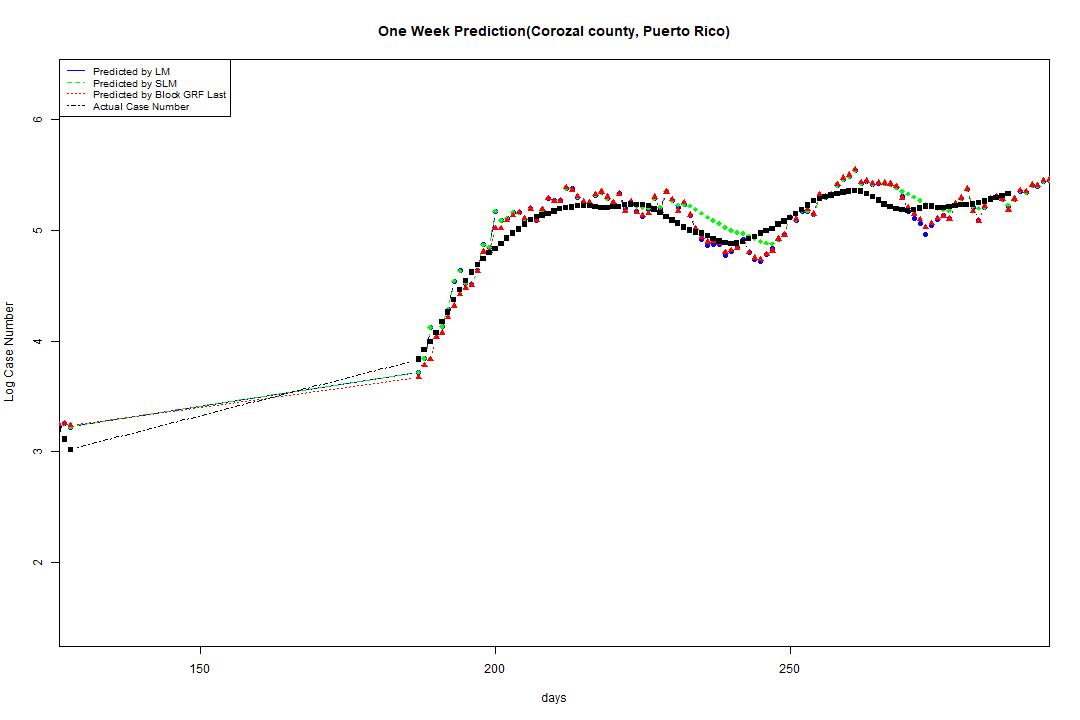 One Week Prediction(Corozal county, Puerto Rico)
Predicted by LM
Predicted by SLM
Predicted by Block GRF Last
Actual Case Number
6
5
4
3
2
Log Case Number
150
200
250
days